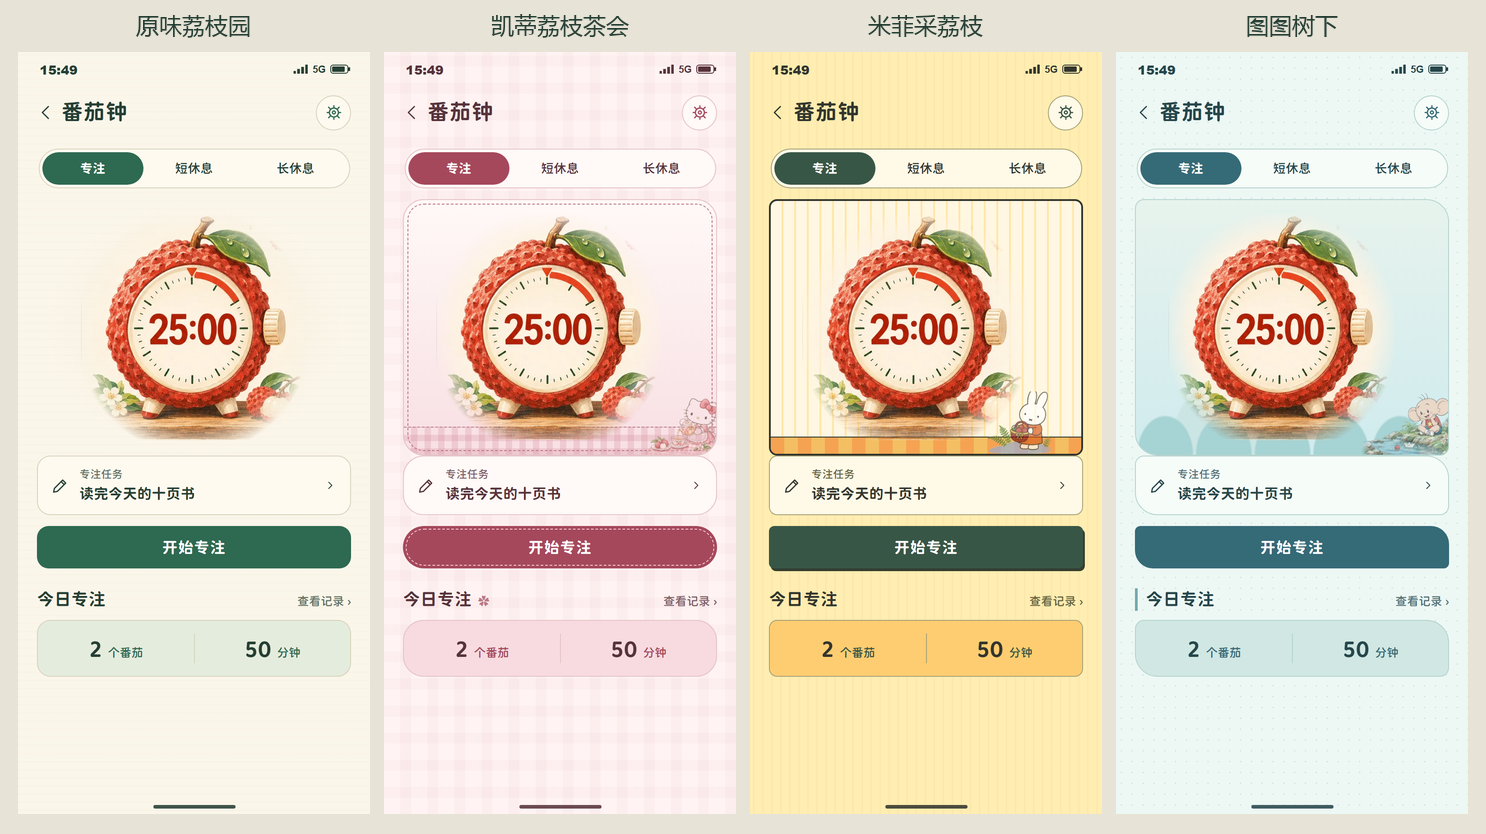 原味荔枝园
15:49
5G
番茄钟
专注
短休息
长休息
25:00
专注任务
读完今天的十页书
开始专注
今日专注
查看记录 ›
2 个番茄
50 分钟
凯蒂荔枝茶会
15:49
5G
番茄钟
专注
短休息
长休息
25:00
专注任务
读完今天的十页书
开始专注
今日专注
查看记录 ›
2 个番茄
50 分钟
米菲采荔枝
15:49
5G
番茄钟
专注
短休息
长休息
25:00
专注任务
读完今天的十页书
开始专注
今日专注
查看记录 ›
2 个番茄
50 分钟
图图树下
15:49
5G
番茄钟
专注
短休息
长休息
25:00
专注任务
读完今天的十页书
开始专注
今日专注
查看记录 ›
2 个番茄
50 分钟